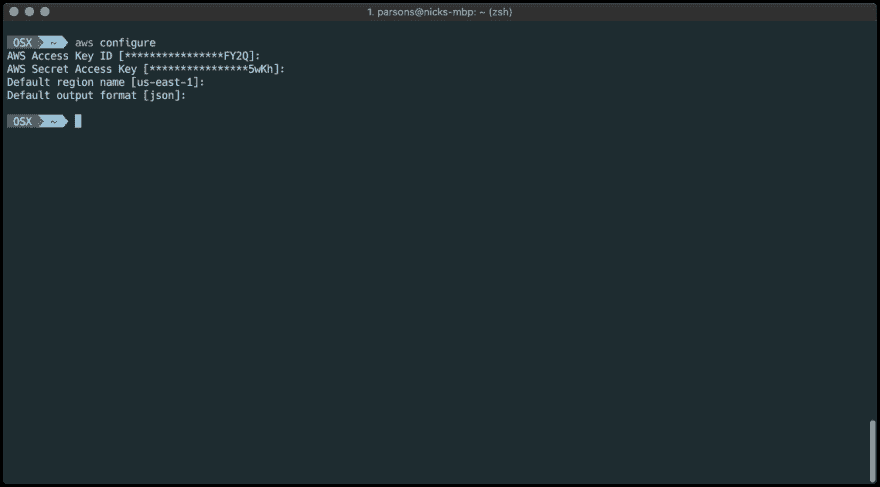 1. parsons@nicks-mbp: ~ (zsh)
OSX ~ aws configure
AWS Access Key ID [****************FY2Q]:
AWS Secret Access Key [****************5wKh]:
Default region name [us-east-1]:
Default output format [json]:
OSX ~